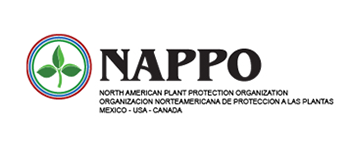 NAPPO
NORTH AMERICAN PLANT PROTECTION ORGANIZATION
ORGANIZACION NORTEAMERICANA DE PROTECCION A LAS PLANTAS
MEXICO - USA - CANADA